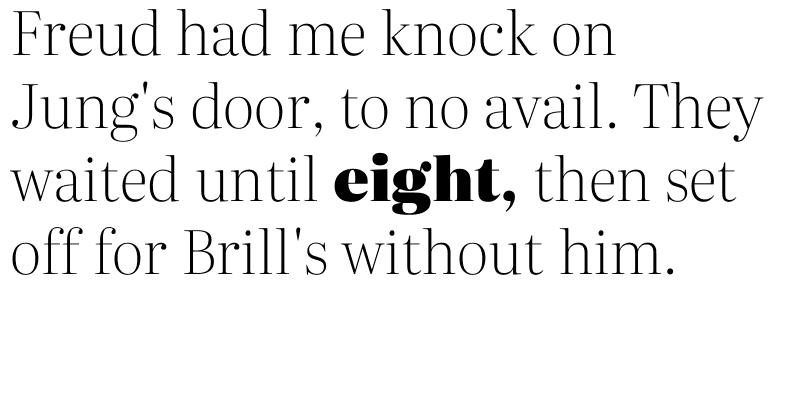 Freud had me knock on
Jung's door, to no avail. They
waited until eight, then set
off for Brill's without him.